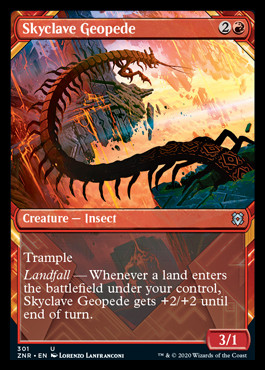 Skyclave Geopede 2
Creature — Insect
Trample
Landfall — Whenever a land enters
the battlefield under your control,
Skyclave Geopede gets +2/+2 until
end of turn.
3/1
301 U
ZNR • EN Lorenzo Lanfranconi ™ & © 2020 Wizards of the Coast